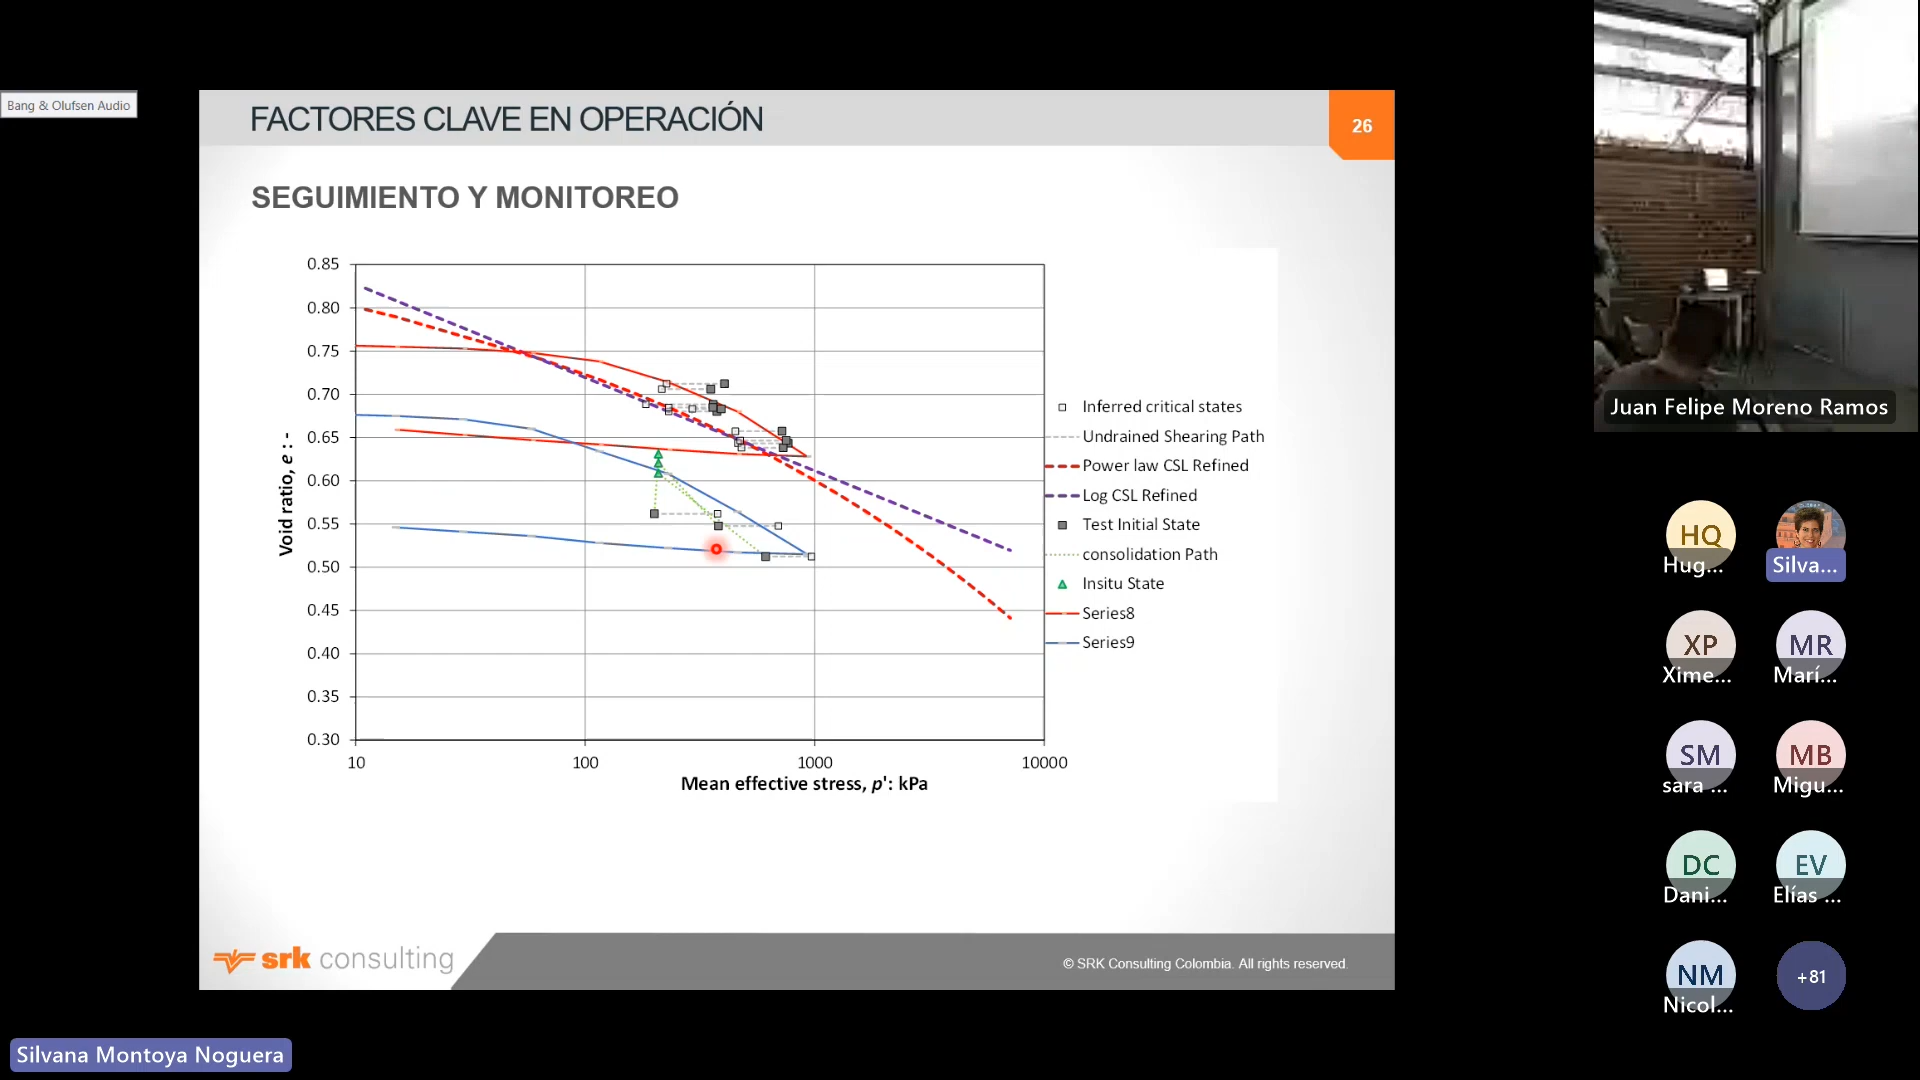 Bang & Olufsen Audio
FACTORES CLAVE EN OPERACIÓN
26
SEGUIMIENTO Y MONITOREO
0.85
0.80
0.75
0.70
0.65
0.60
0.55
0.50
0.45
0.40
0.35
0.30
Void ratio, e : -
10
100
1000
10000
Mean effective stress, p': kPa
Inferred critical states
Undrained Shearing Path
Power law CSL Refined
Log CSL Refined
Test Initial State
consolidation Path
Insitu State
Series8
Series9
srk consulting
© SRK Consulting Colombia. All rights reserved.
Silvana Montoya Noguera
Juan Felipe Moreno Ramos
HQ
Hug...
Silva...
XP
Xime...
MR
Marí...
SM
sara ...
MB
Migu...
DC
Dani...
EV
Elías ...
NM
Nicol...
+81